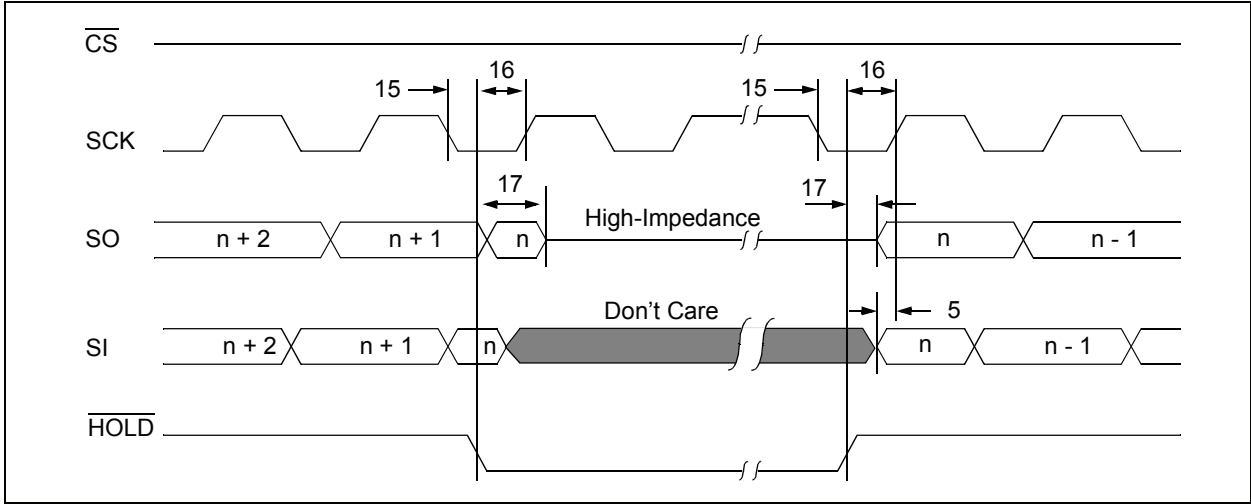 CS
16 16
15 15
SCK
17 17
High-Impedance
SO n + 2 n + 1 n n n - 1
Don't Care 5
SI n + 2 n + 1 n n n - 1
HOLD